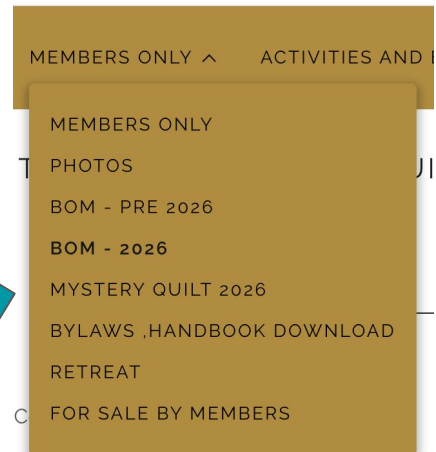 MEMBERS ONLY ACTIVITIES AND
MEMBERS ONLY
PHOTOS
BOM - PRE 2026
BOM - 2026
MYSTERY QUILT 2026
BYLAWS ,HANDBOOK DOWNLOAD
RETREAT
FOR SALE BY MEMBERS